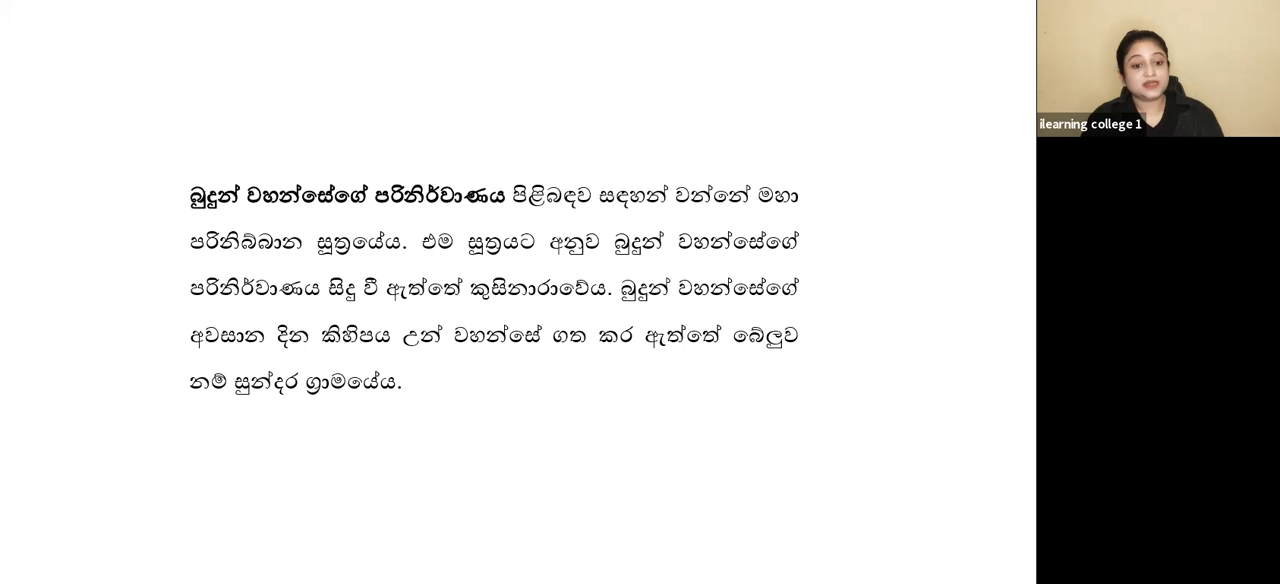 බුදුන් වහන්සේගේ පරිනිර්වාණය පිළිබඳව සඳහන් වන්නේ මහා
පරිනිබ්බාන සූත්‍රයේය. එම සූත්‍රයට අනුව බුදුන් වහන්සේගේ
පරිනිර්වාණය සිදු වී ඇත්තේ කුසිනාරාවේය. බුදුන් වහන්සේගේ
අවසාන දින කිහිපය උන් වහන්සේ ගත කර ඇත්තේ බේලුව
නම් සුන්දර ග්‍රාමයේය.
ilearning college 1